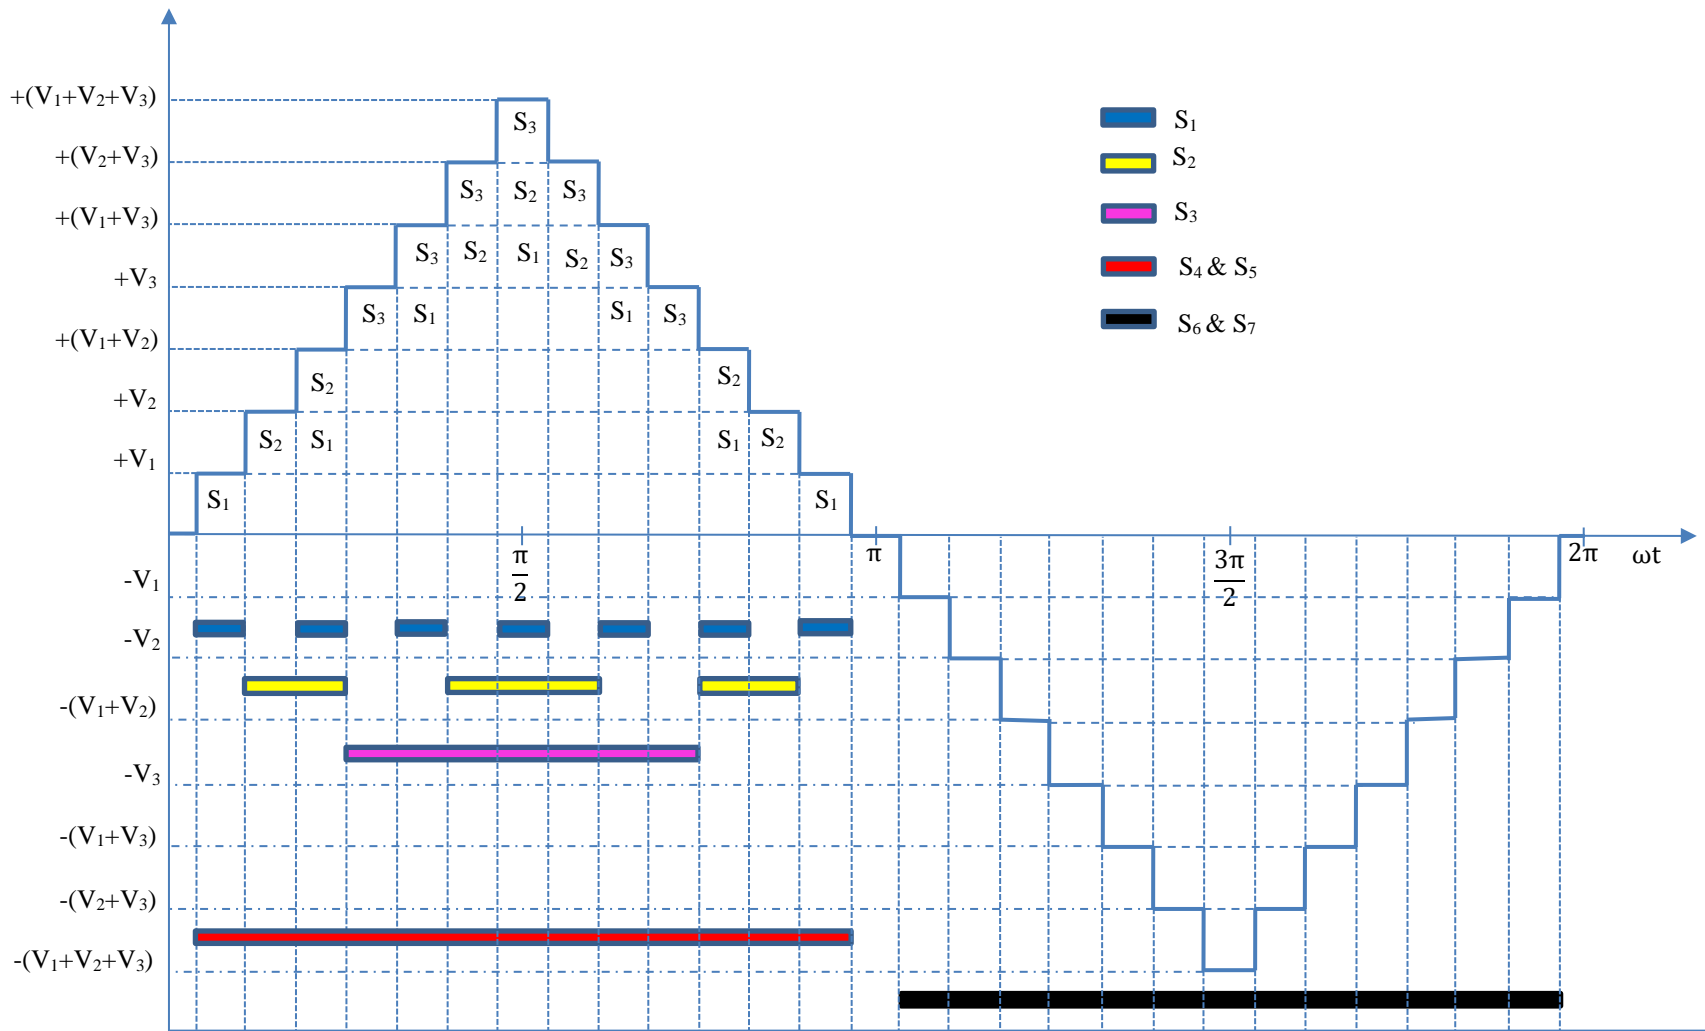 +(V₁+V₂+V₃)
+(V₂+V₃)
+(V₁+V₃)
+V₃
+(V₁+V₂)
+V₂
+V₁
-V₁
-V₂
-(V₁+V₂)
-V₃
-(V₁+V₃)
-(V₂+V₃)
-(V₁+V₂+V₃)
S₃
S₃ S₂ S₃
S₃ S₂ S₁ S₂ S₃
S₃ S₁ S₁ S₃
S₂ S₂
S₂ S₁ S₁ S₂
S₁ S₁
π/2
π
3π/2
2π
ωt
S₁
S₂
S₃
S₄ & S₅
S₆ & S₇